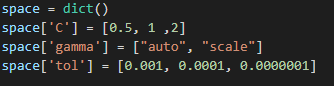 space = dict()
space['C'] = [0.5, 1 ,2]
space['gamma'] = ["auto", "scale"]
space['tol'] = [0.001, 0.0001, 0.0000001]